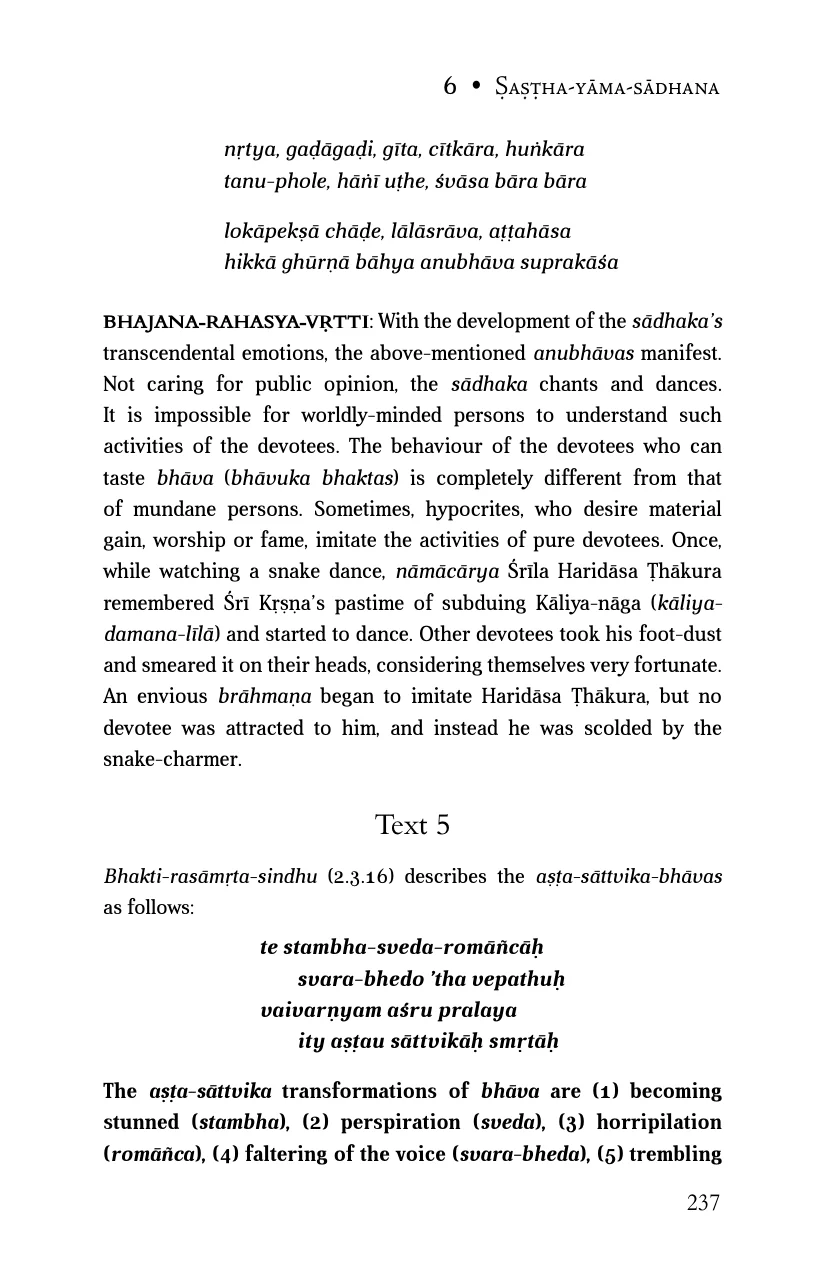 6 • Ṣaṣṭha-yāma-sādhana
nṛtya, gaḍāgaḍi, gīta, cītkāra, huṅkāra
tanu-phole, hāṅī uṭhe, śvāsa bāra bāra
lokāpekṣā chāḍe, lālāsrāva, aṭṭahāsa
hikkā ghūrṇā bāhya anubhāva suprakāśa
BHAJANA-RAHASYA-VṚTTI: With the development of the sādhaka’s
transcendental emotions, the above-mentioned anubhāvas manifest.
Not caring for public opinion, the sādhaka chants and dances.
It is impossible for worldly-minded persons to understand such
activities of the devotees. The behaviour of the devotees who can
taste bhāva (bhāvuka bhaktas) is completely different from that
of mundane persons. Sometimes, hypocrites, who desire material
gain, worship or fame, imitate the activities of pure devotees. Once,
while watching a snake dance, nāmācārya Śrīla Haridāsa Ṭhākura
remembered Śrī Kṛṣṇa’s pastime of subduing Kāliya-nāga (kāliya-
damana-līlā) and started to dance. Other devotees took his foot-dust
and smeared it on their heads, considering themselves very fortunate.
An envious brāhmaṇa began to imitate Haridāsa Ṭhākura, but no
devotee was attracted to him, and instead he was scolded by the
snake-charmer.
Text 5
Bhakti-rasāmṛta-sindhu (2.3.16) describes the aṣṭa-sāttvika-bhāvas
as follows:
te stambha-sveda-romāñcāḥ
svara-bhedo ’tha vepathuḥ
vaivarṇyam aśru pralaya
ity aṣṭau sāttvikāḥ smṛtāḥ
The aṣṭa-sāttvika transformations of bhāva are (1) becoming
stunned (stambha), (2) perspiration (sveda), (3) horripilation
(romāñca), (4) faltering of the voice (svara-bheda), (5) trembling
237